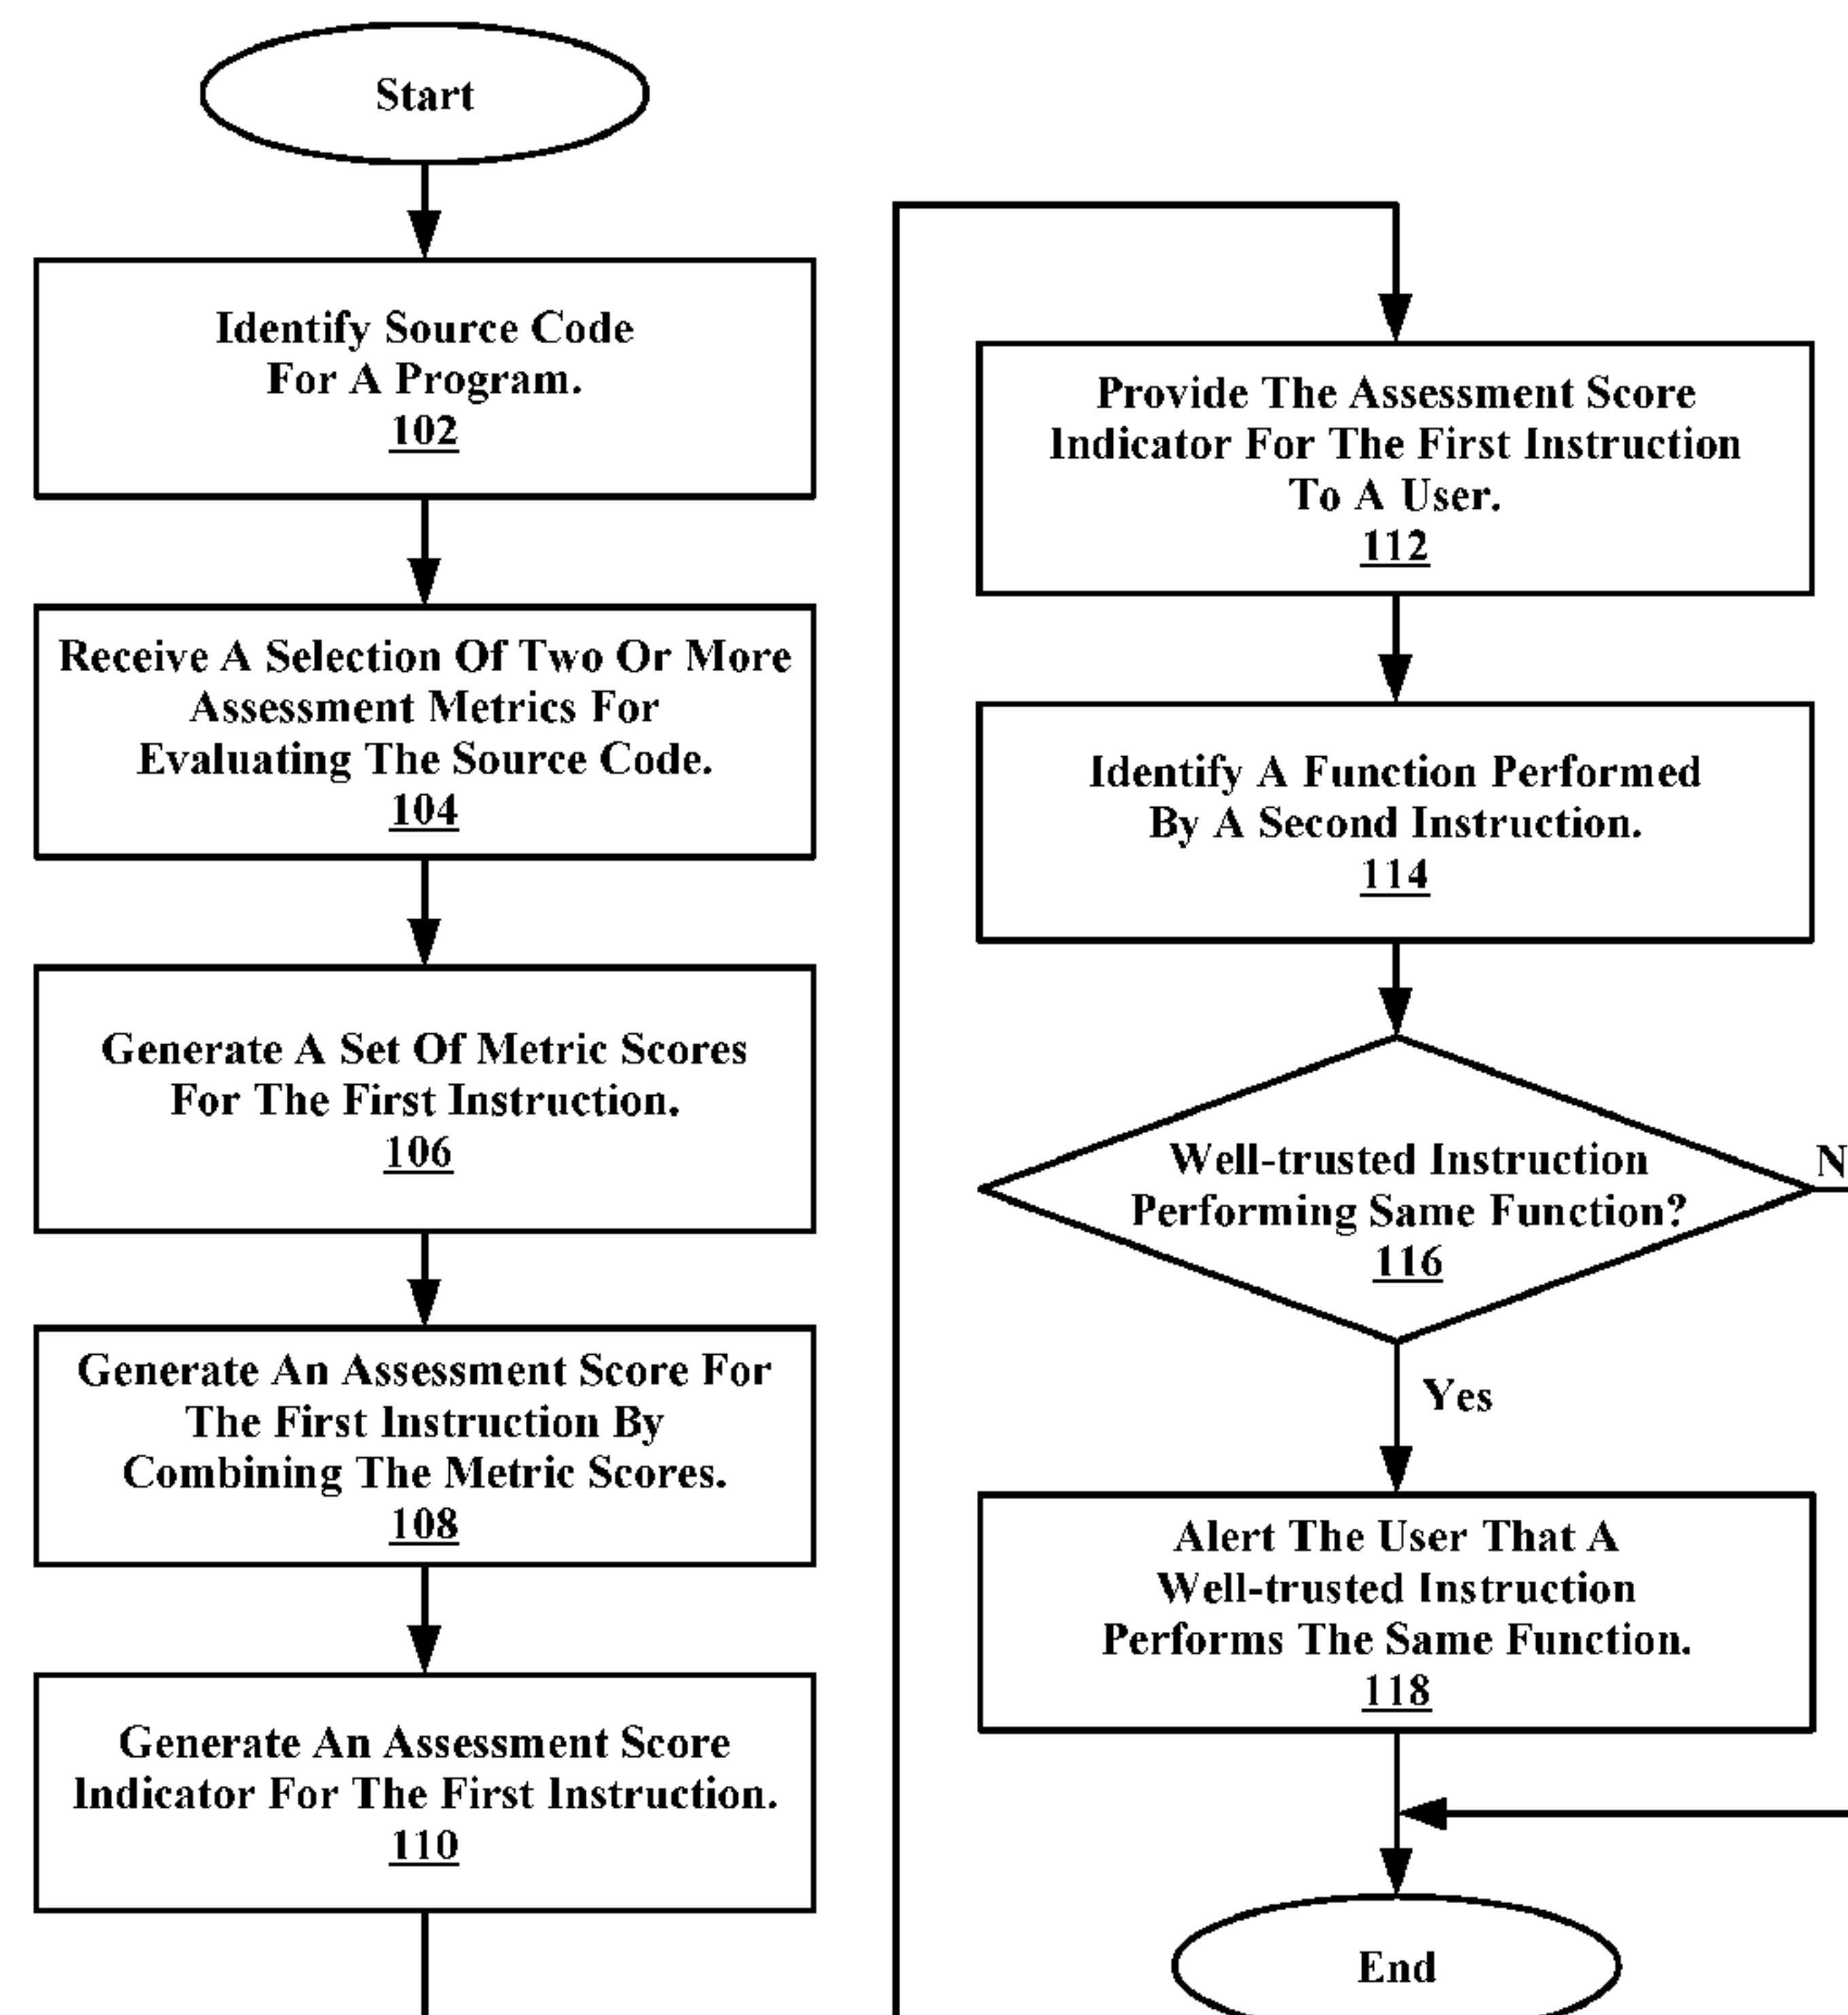 Start
Identify Source Code
For A Program.
102
Receive A Selection Of Two Or More
Assessment Metrics For
Evaluating The Source Code.
104
Generate A Set Of Metric Scores
For The First Instruction.
106
Generate An Assessment Score For
The First Instruction By
Combining The Metric Scores.
108
Generate An Assessment Score
Indicator For The First Instruction.
110
Provide The Assessment Score
Indicator For The First Instruction
To A User.
112
Identify A Function Performed
By A Second Instruction.
114
Well-trusted Instruction
Performing Same Function?
116
Yes
Alert The User That A
Well-trusted Instruction
Performs The Same Function.
118
End